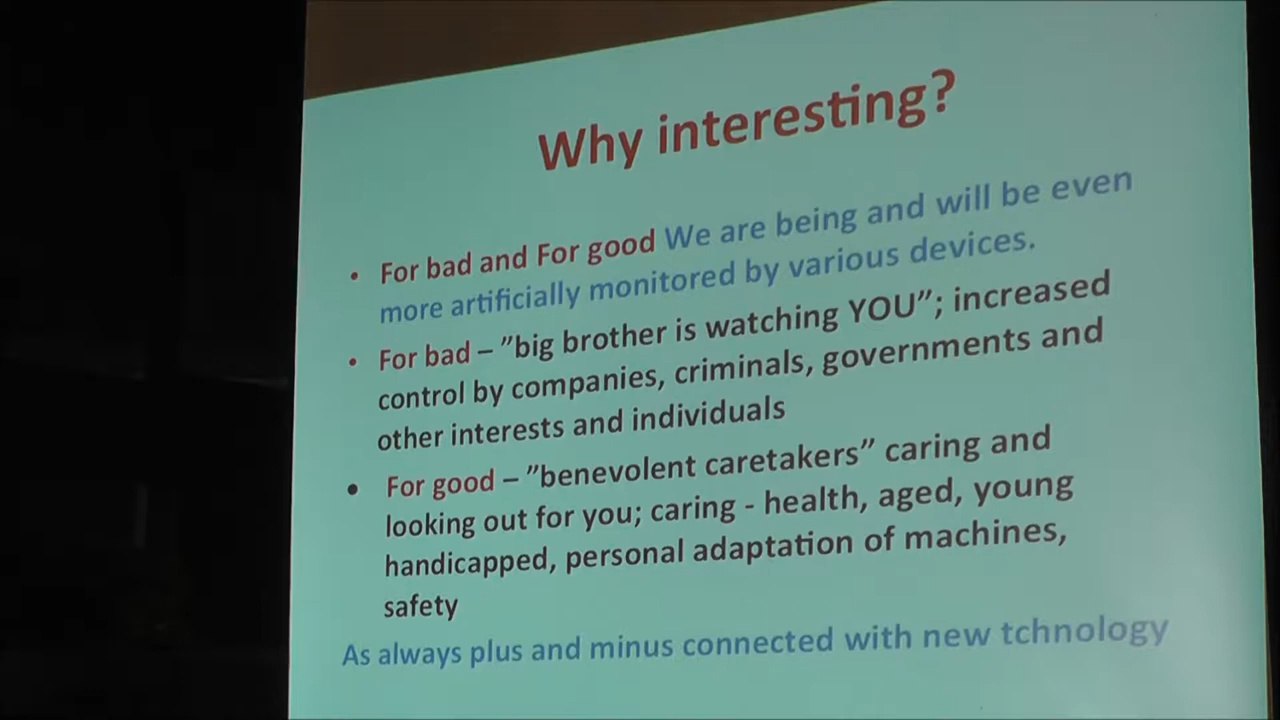 Why interesting?
• For bad and For good We are being and will be even
more artificially monitored by various devices.
• For bad – ”big brother is watching YOU”; increased
control by companies, criminals, governments and
other interests and individuals
• For good – ”benevolent caretakers” caring and
looking out for you; caring - health, aged, young
handicapped, personal adaptation of machines,
safety
As always plus and minus connected with new tchnology